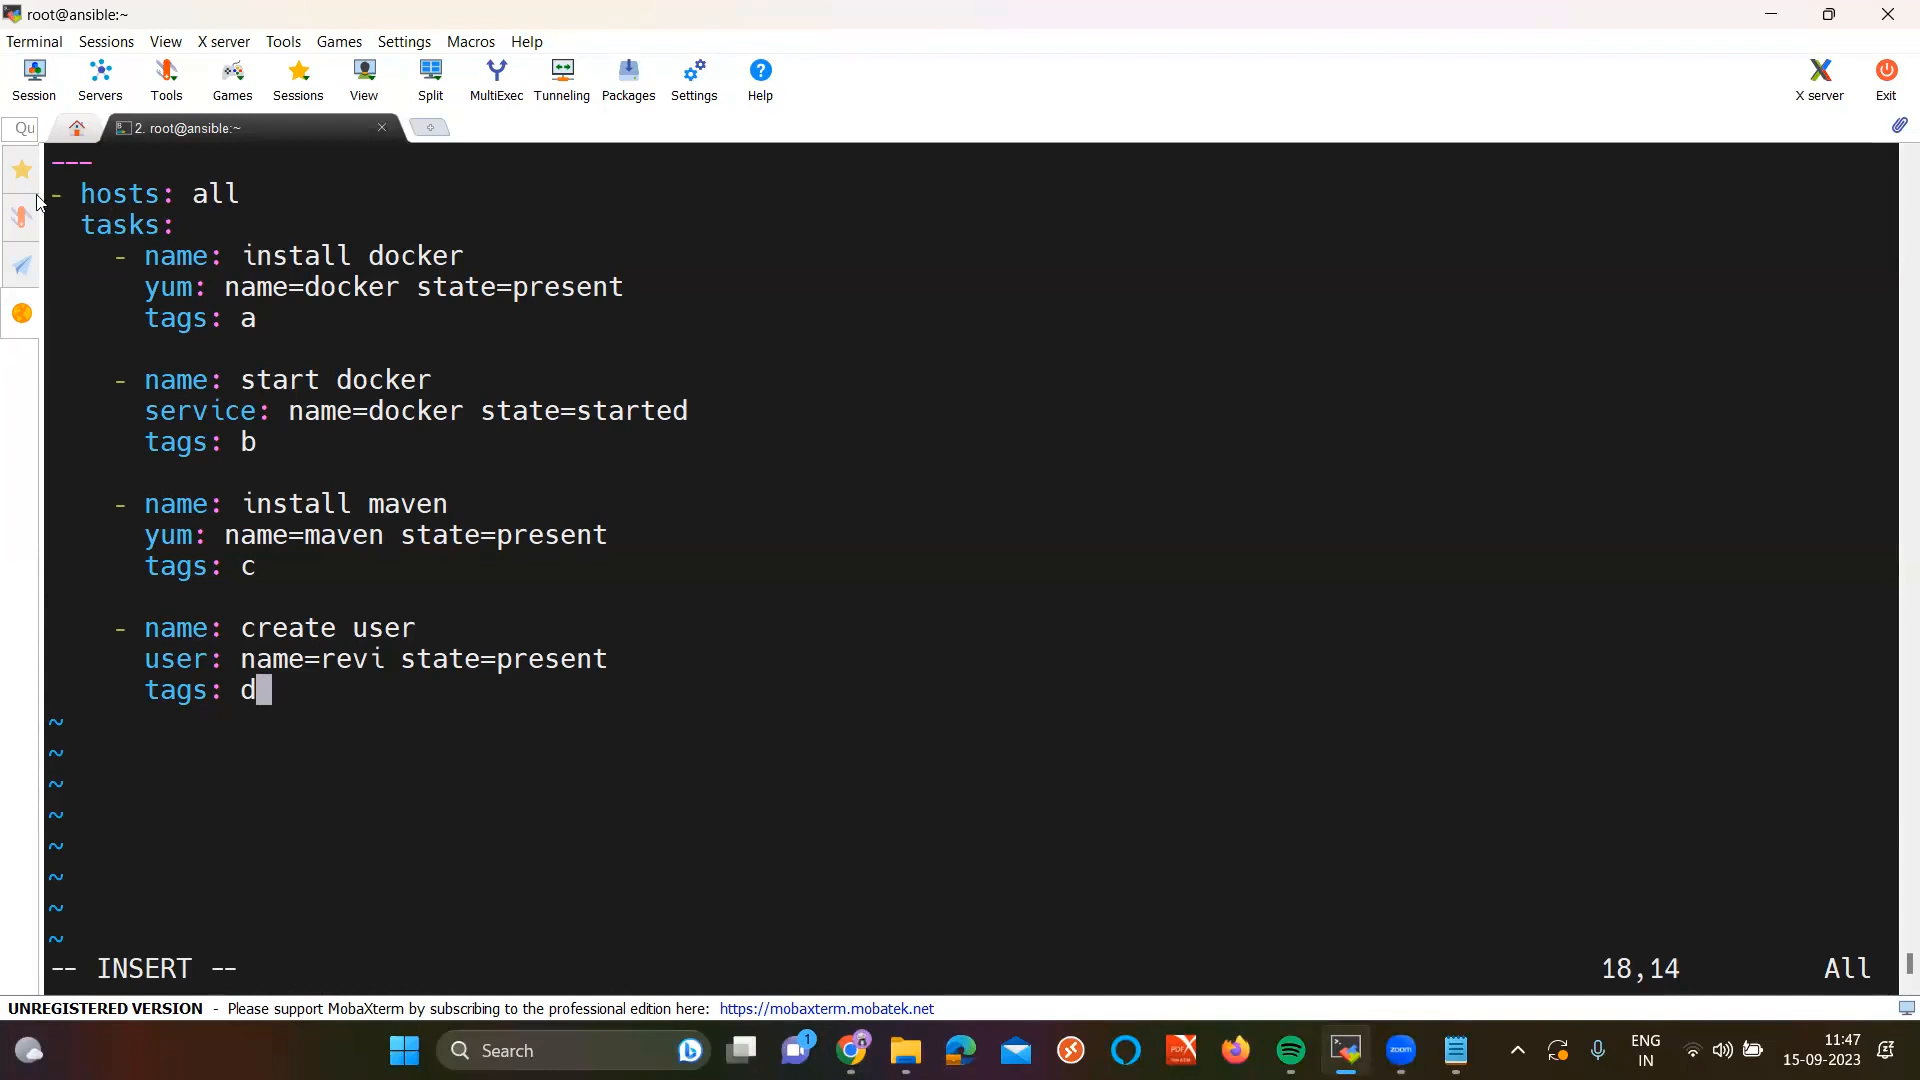 root@ansible:~
Terminal Sessions View X server Tools Games Settings Macros Help
Session Servers Tools Games Sessions View Split MultiExec Tunneling Packages Settings Help X server Exit
Qu 2. root@ansible:~
---
- hosts: all
tasks:
- name: install docker
yum: name=docker state=present
tags: a
- name: start docker
service: name=docker state=started
tags: b
- name: install maven
yum: name=maven state=present
tags: c
- name: create user
user: name=revi state=present
tags: d
~
~
~
~
~
~
~
~
-- INSERT -- 18,14 All
UNREGISTERED VERSION - Please support MobaXterm by subscribing to the professional edition here: https://mobaxterm.mobatek.net
Search 1 zoom ENG 11:47
IN 15-09-2023